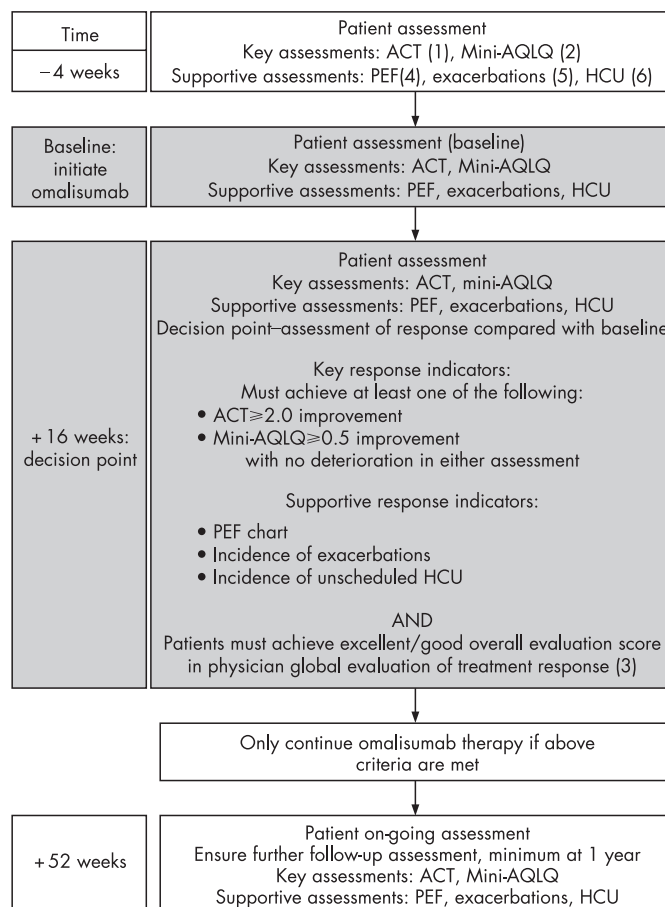 Time
−4 weeks
Patient assessment
Key assessments: ACT (1), Mini-AQLQ (2)
Supportive assessments: PEF(4), exacerbations (5), HCU (6)
Baseline:
initiate
omalisumab
Patient assessment (baseline)
Key assessments: ACT, Mini-AQLQ
Supportive assessments: PEF, exacerbations, HCU
+16 weeks:
decision point
Patient assessment
Key assessments: ACT, mini-AQLQ
Supportive assessments: PEF, exacerbations, HCU
Decision point–assessment of response compared with baseline
Key response indicators:
Must achieve at least one of the following:
• ACT≥2.0 improvement
• Mini-AQLQ≥0.5 improvement
with no deterioration in either assessment
Supportive response indicators:
• PEF chart
• Incidence of exacerbations
• Incidence of unscheduled HCU
AND
Patients must achieve excellent/good overall evaluation score
in physician global evaluation of treatment response (3)
Only continue omalisumab therapy if above
criteria are met
+52 weeks
Patient on-going assessment
Ensure further follow-up assessment, minimum at 1 year
Key assessments: ACT, Mini-AQLQ
Supportive assessments: PEF, exacerbations, HCU